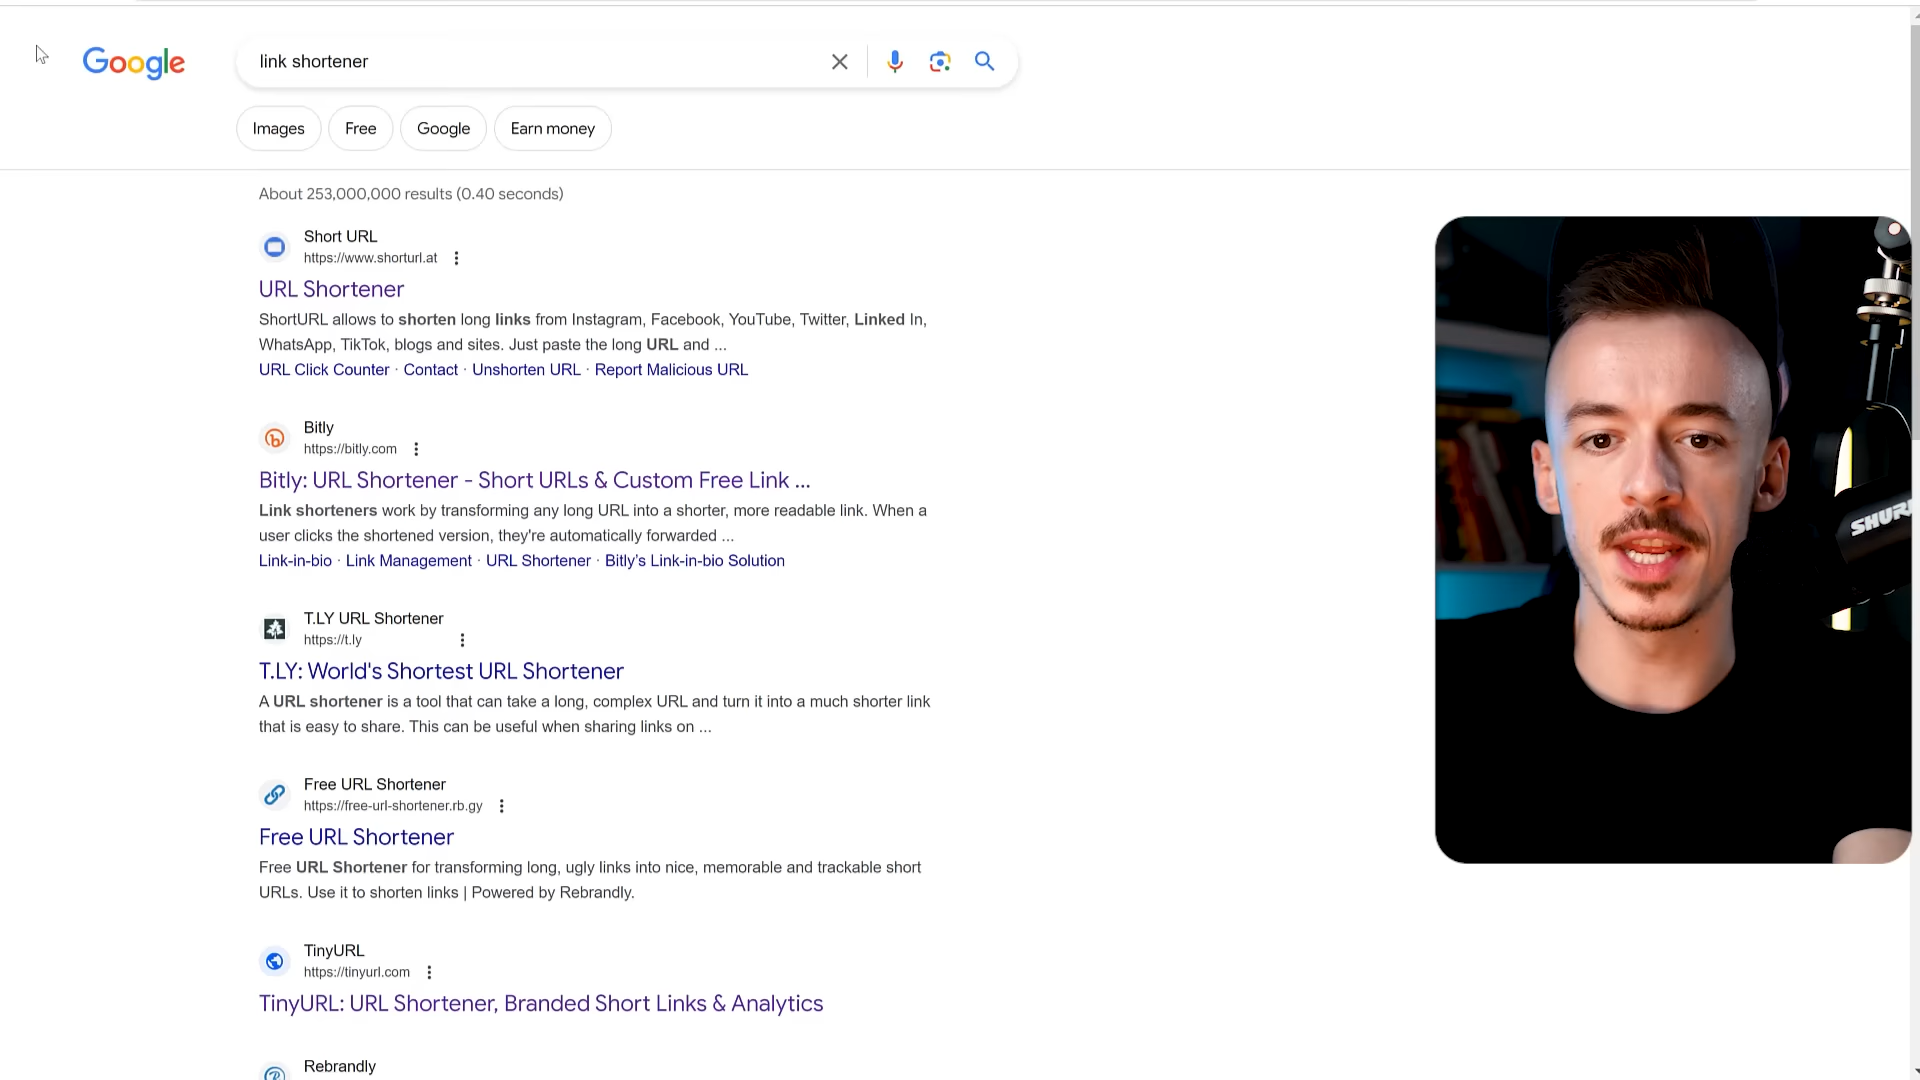 Google
link shortener
Images
Free
Google
Earn money
About 253,000,000 results (0.40 seconds)
Short URL
https://www.shorturl.at
URL Shortener
ShortURL allows to shorten long links from Instagram, Facebook, YouTube, Twitter, Linked In,
WhatsApp, TikTok, blogs and sites. Just paste the long URL and ...
URL Click Counter · Contact · Unshorten URL · Report Malicious URL
Bitly
https://bitly.com
Bitly: URL Shortener - Short URLs & Custom Free Link ...
Link shorteners work by transforming any long URL into a shorter, more readable link. When a
user clicks the shortened version, they're automatically forwarded ...
Link-in-bio · Link Management · URL Shortener · Bitly's Link-in-bio Solution
T.LY URL Shortener
https://t.ly
T.LY: World's Shortest URL Shortener
A URL shortener is a tool that can take a long, complex URL and turn it into a much shorter link
that is easy to share. This can be useful when sharing links on ...
Free URL Shortener
https://free-url-shortener.rb.gy
Free URL Shortener
Free URL Shortener for transforming long, ugly links into nice, memorable and trackable short
URLs. Use it to shorten links | Powered by Rebrandly.
TinyURL
https://tinyurl.com
TinyURL: URL Shortener, Branded Short Links & Analytics
Rebrandly
SHURE